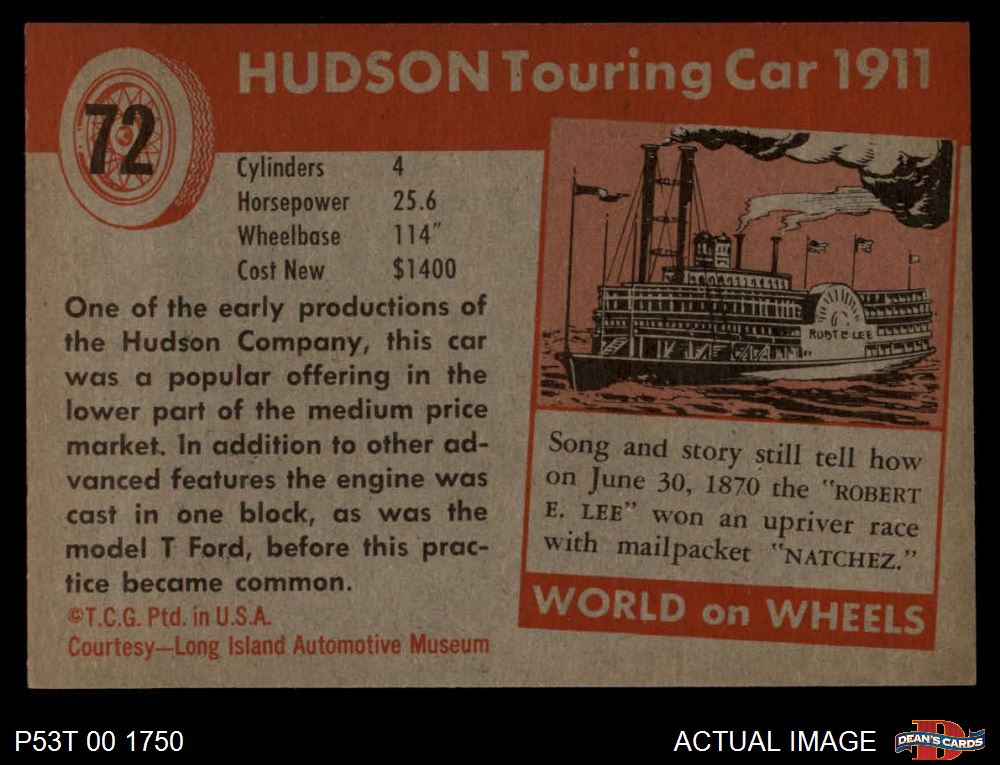 72
HUDSON Touring Car 1911
Cylinders 4
Horsepower 25.6
Wheelbase 114"
Cost New $1400
One of the early productions of
the Hudson Company, this car
was a popular offering in the
lower part of the medium price
market. In addition to other ad-
vanced features the engine was
cast in one block, as was the
model T Ford, before this prac-
tice became common.
©T.C.G. Ptd. in U.S.A.
Courtesy—Long Island Automotive Museum
ROBT E LEE
Song and story still tell how
on June 30, 1870 the "ROBERT
E. LEE" won an upriver race
with mailpacket "NATCHEZ."
WORLD on WHEELS
P53T 00 1750
ACTUAL IMAGE
DEAN'S CARDS